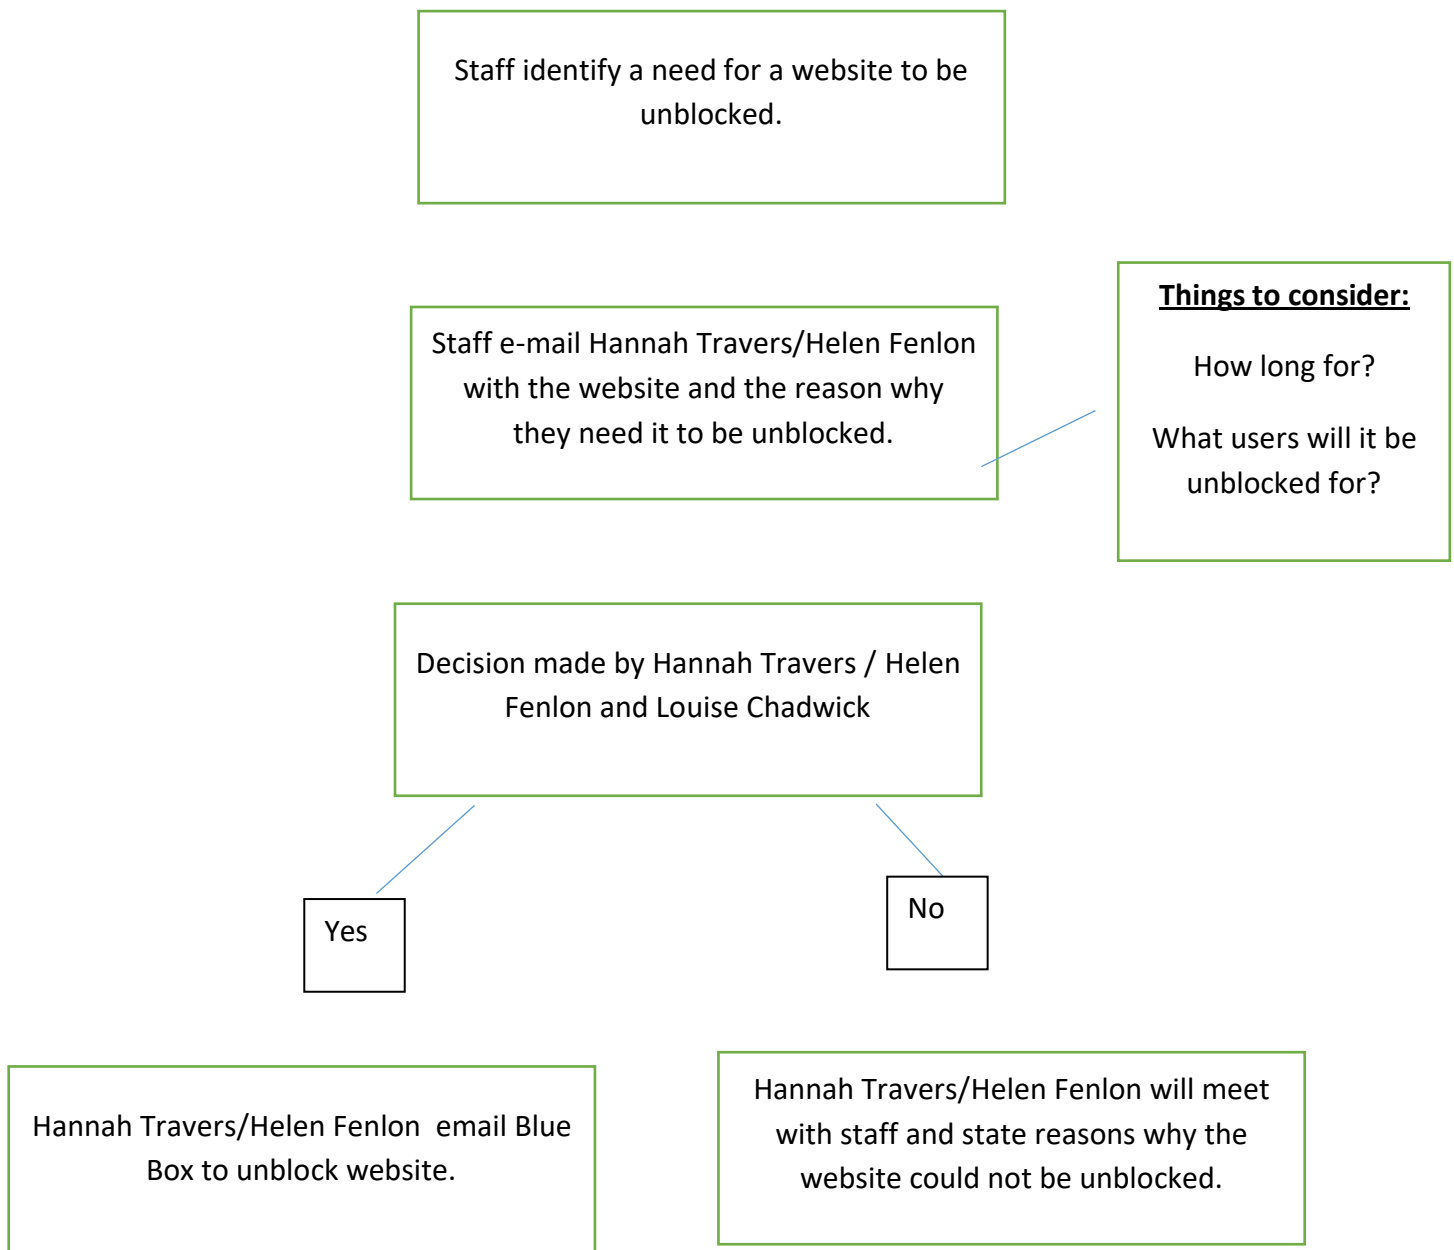 Staff identify a need for a website to be
unblocked.
Staff e-mail Hannah Travers/Helen Fenlon
with the website and the reason why
they need it to be unblocked.
Things to consider:
How long for?
What users will it be
unblocked for?
Decision made by Hannah Travers / Helen
Fenlon and Louise Chadwick
Yes
No
Hannah Travers/Helen Fenlon  email Blue
Box to unblock website.
Hannah Travers/Helen Fenlon will meet
with staff and state reasons why the
website could not be unblocked.